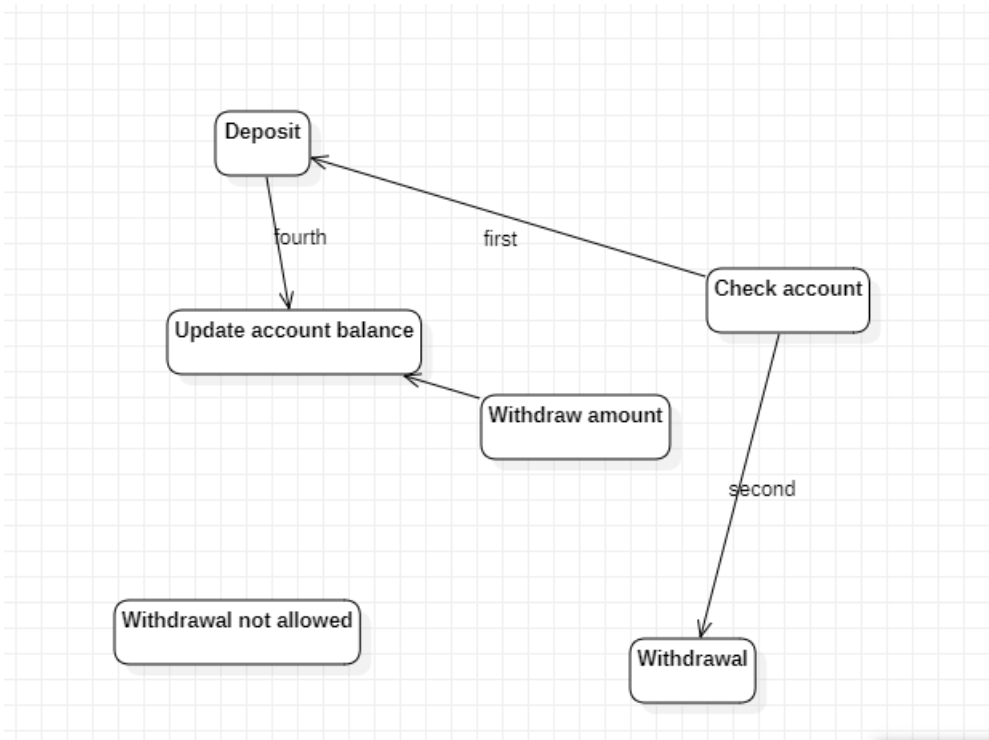 Deposit
fourth
first
Check account
Update account balance
Withdraw amount
second
Withdrawal not allowed
Withdrawal